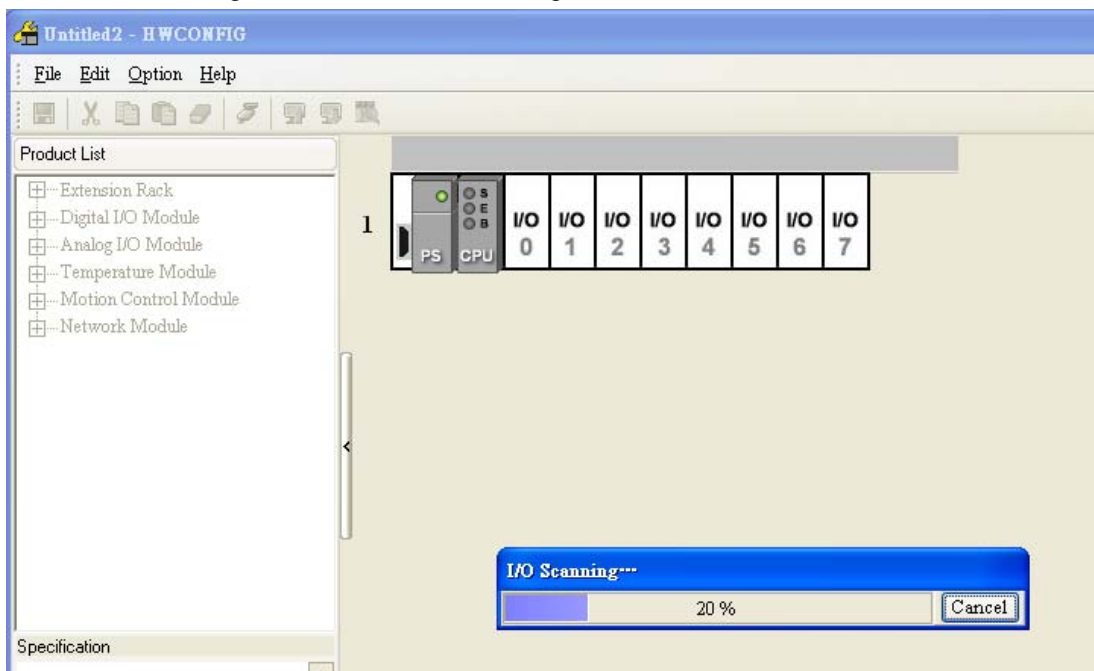 Untitled2 - HWCONFIG
File Edit Option Help
Product List
Extension Rack
Digital I/O Module
Analog I/O Module
Temperature Module
Motion Control Module
Network Module
1
PS
S
E
B
CPU
I/O I/O I/O I/O I/O I/O I/O I/O
0 1 2 3 4 5 6 7
I/O Scanning---
20 %
Cancel
Specification